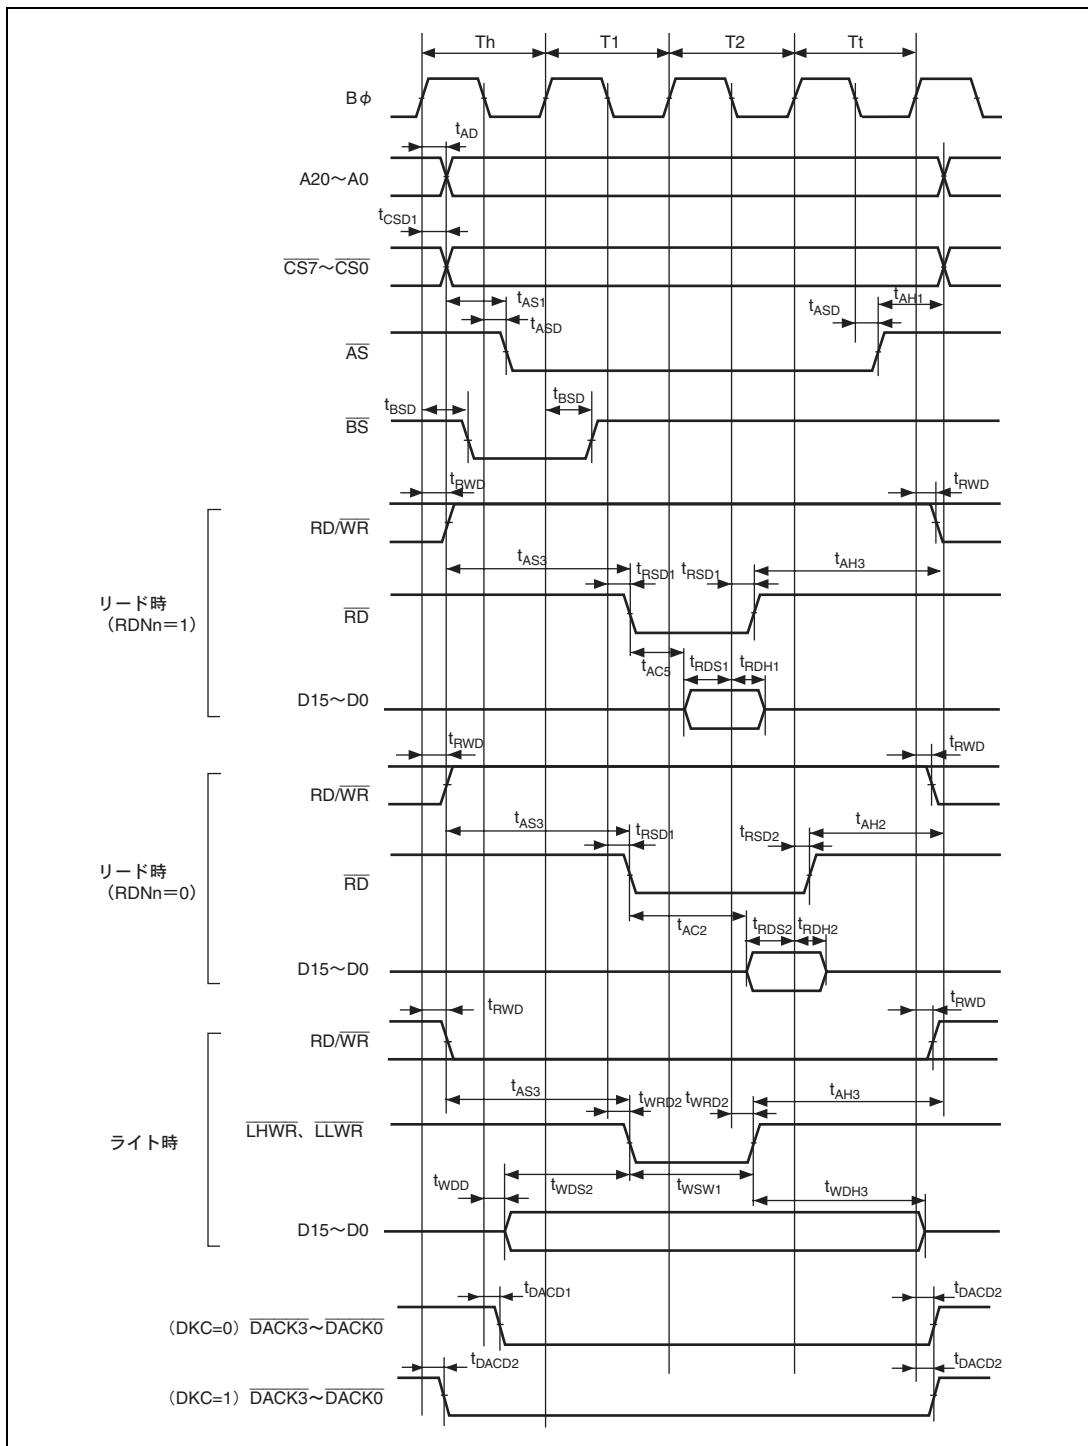 Th T1 T2 Tt
Bφ
tAD
A20〜A0
tCSD1
CS7〜CS0
tAS1 tAH1
tASD tASD
AS
tBSD tBSD
BS
tRWD tRWD
RD/WR
tAS3 tRSD1 tRSD1 tAH3
リード時
（RDNn＝1）
RD
tAC5 tRDS1 tRDH1
D15〜D0
tRWD tRWD
RD/WR
tAS3 tRSD1 tRSD2 tAH2
リード時
（RDNn＝0）
RD
tAC2 tRDS2 tRDH2
D15〜D0
tRWD tRWD
RD/WR
tAS3 tWRD2 tWRD2 tAH3
LHWR、LLWR
ライト時
tWDD tWDS2 tWSW1 tWDH3
D15〜D0
tDACD1 tDACD2
（DKC=0）DACK3〜DACK0
tDACD2 tDACD2
（DKC=1）DACK3〜DACK0